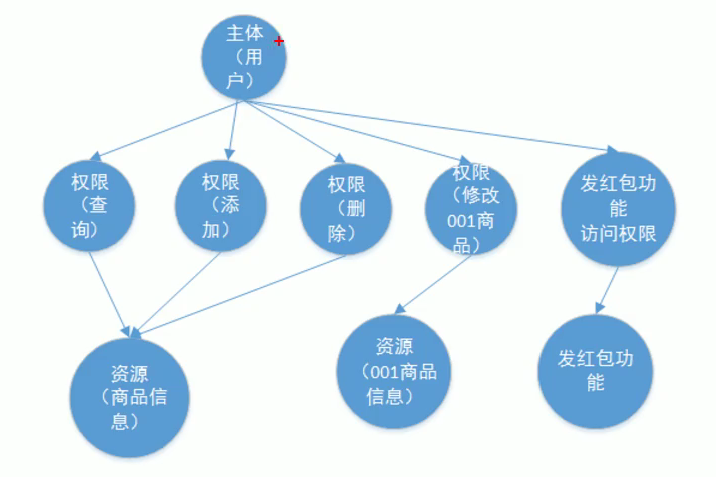 主体
（用
户）
权限
（查
询）
权限
（添
加）
权限
（删
除）
权限
（修改
001商
品）
发红包功
能
访问权限
资源
（商品信
息）
资源
（001商品
信息）
发红包功
能